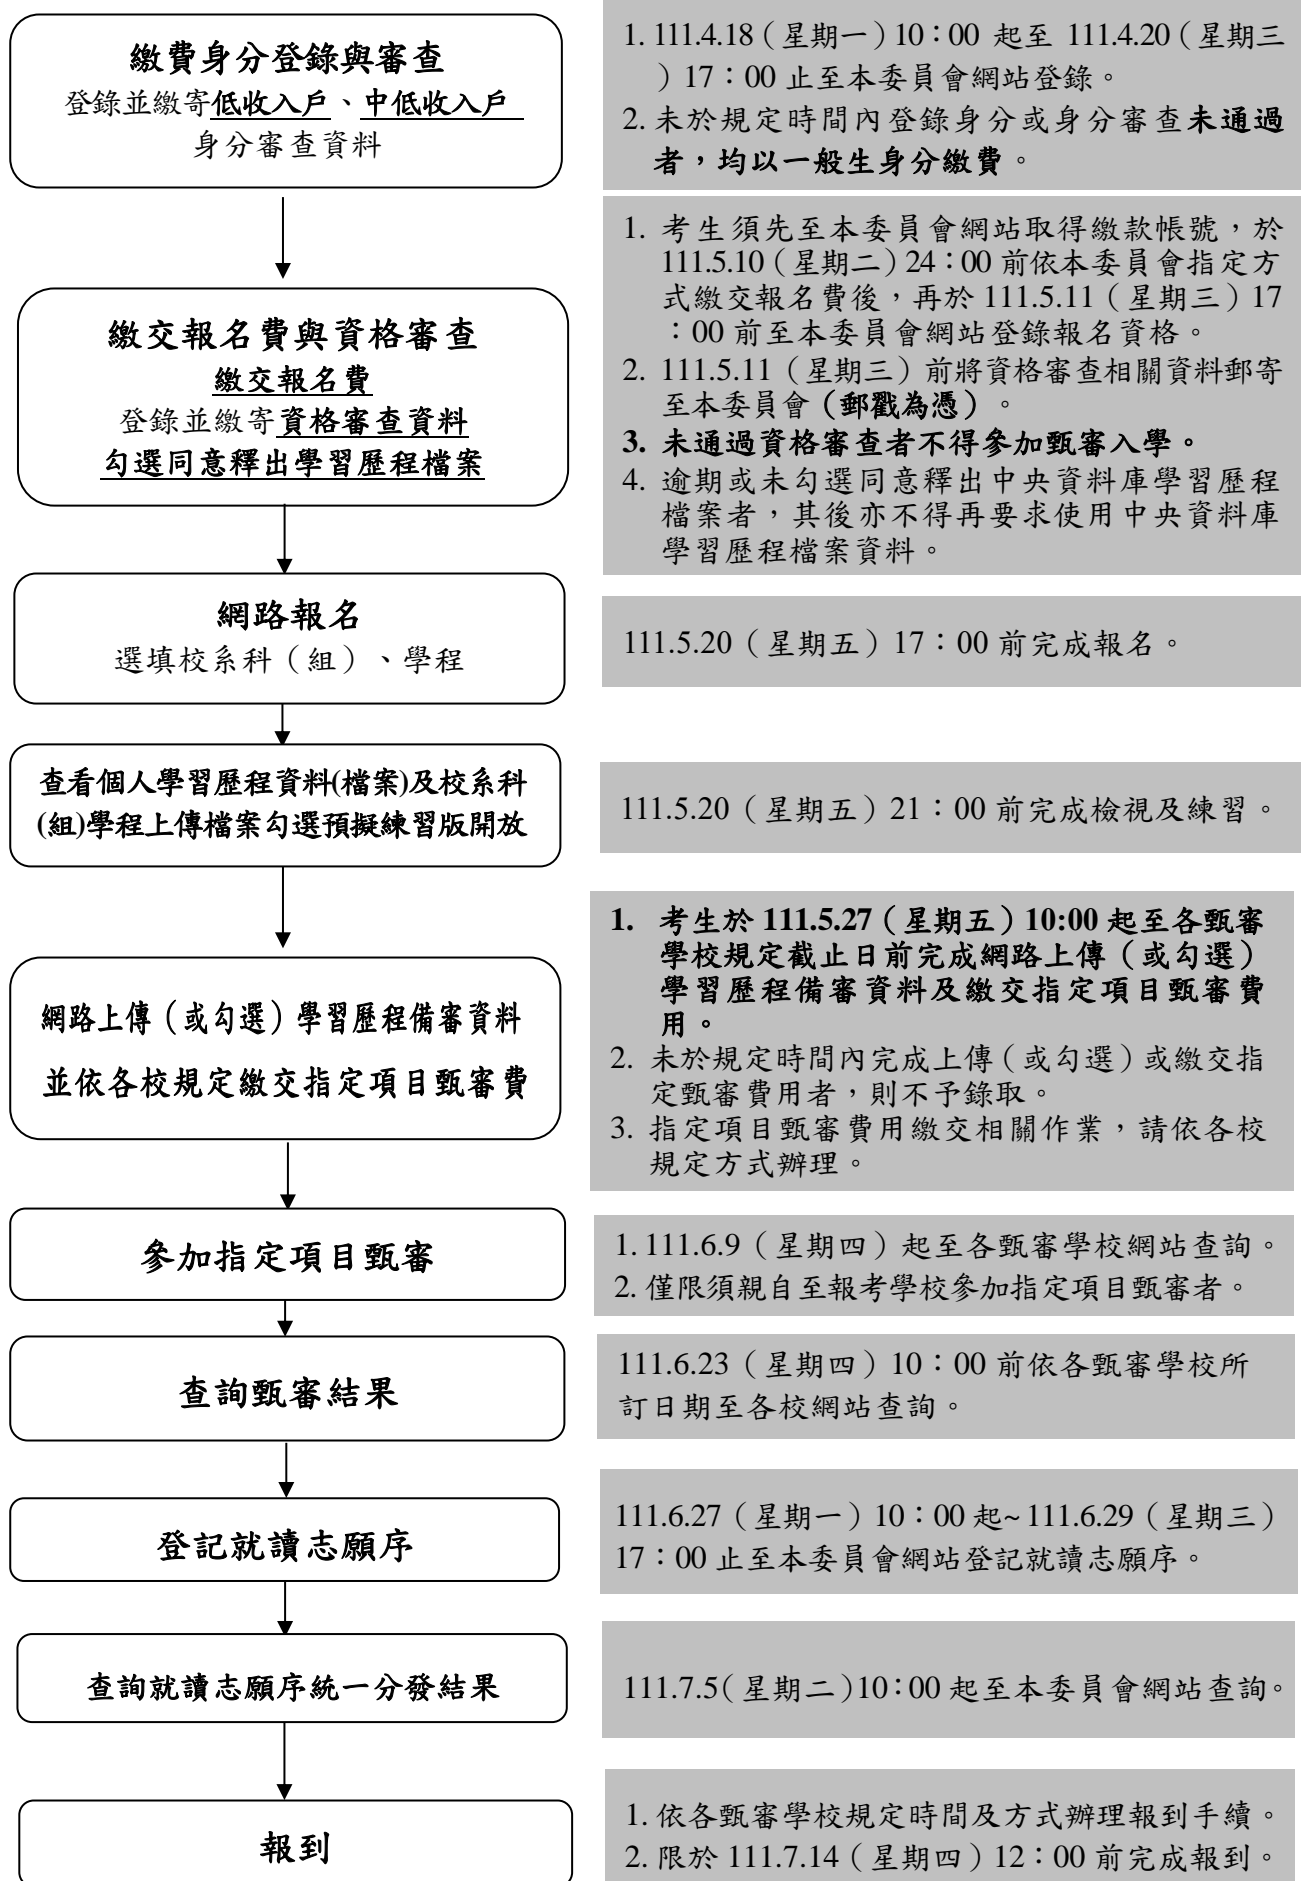 繳費身分登錄與審查
登錄並繳寄低收入戶、中低收入戶
身分審查資料
1. 111.4.18（星期一）10：00 起至 111.4.20（星期三
）17：00 止至本委員會網站登錄。
2. 未於規定時間內登錄身分或身分審查未通過
者，均以一般生身分繳費。
繳交報名費與資格審查
繳交報名費
登錄並繳寄資格審查資料
勾選同意釋出學習歷程檔案
1. 考生須先至本委員會網站取得繳款帳號，於
111.5.10（星期二）24：00 前依本委員會指定方
式繳交報名費後，再於 111.5.11（星期三）17
：00 前至本委員會網站登錄報名資格。
2. 111.5.11（星期三）前將資格審查相關資料郵寄
至本委員會（郵戳為憑）。
3. 未通過資格審查者不得參加甄審入學。
4. 逾期或未勾選同意釋出中央資料庫學習歷程
檔案者，其後亦不得再要求使用中央資料庫
學習歷程檔案資料。
網路報名
選填校系科（組）、學程
111.5.20（星期五）17：00 前完成報名。
查看個人學習歷程資料(檔案)及校系科
(組)學程上傳檔案勾選預擬練習版開放
111.5.20（星期五）21：00 前完成檢視及練習。
網路上傳（或勾選）學習歷程備審資料
並依各校規定繳交指定項目甄審費
1. 考生於 111.5.27（星期五）10:00 起至各甄審
學校規定截止日前完成網路上傳（或勾選）
學習歷程備審資料及繳交指定項目甄審費
用。
2. 未於規定時間內完成上傳（或勾選）或繳交指
定甄審費用者，則不予錄取。
3. 指定項目甄審費用繳交相關作業，請依各校
規定方式辦理。
參加指定項目甄審
1. 111.6.9（星期四）起至各甄審學校網站查詢。
2. 僅限須親自至報考學校參加指定項目甄審者。
查詢甄審結果
111.6.23（星期四）10：00 前依各甄審學校所
訂日期至各校網站查詢。
登記就讀志願序
111.6.27（星期一）10：00 起~111.6.29（星期三）
17：00 止至本委員會網站登記就讀志願序。
查詢就讀志願序統一分發結果
111.7.5（星期二）10：00 起至本委員會網站查詢。
報到
1. 依各甄審學校規定時間及方式辦理報到手續。
2. 限於 111.7.14（星期四）12：00 前完成報到。